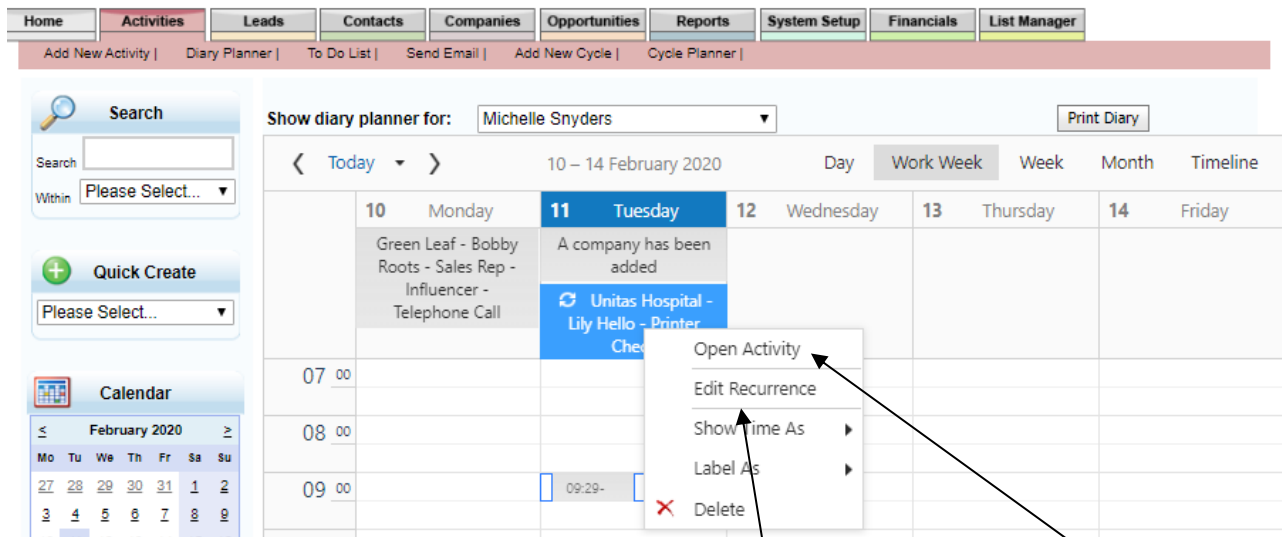 Home Activities Leads Contacts Companies Opportunities Reports System Setup Financials List Manager
Add New Activity | Diary Planner | To Do List | Send Email | Add New Cycle | Cycle Planner |
Search
Search
Within Please Select...
Quick Create
Please Select...
Calendar
< February 2020 >
Mo Tu We Th Fr Sa Su
27 28 29 30 31 1 2
3 4 5 6 7 8 9
Show diary planner for: Michelle Snyders Print Diary
Today 10 – 14 February 2020 Day Work Week Week Month Timeline
10 Monday 11 Tuesday 12 Wednesday 13 Thursday 14 Friday
Green Leaf - Bobby
Roots - Sales Rep -
Influencer -
Telephone Call
A company has been
added
Unitas Hospital -
Lily Hello - Printer
Open Activity
Edit Recurrence
Show Time As
Label As
Delete
07 00
08 00
09 00
09:29-